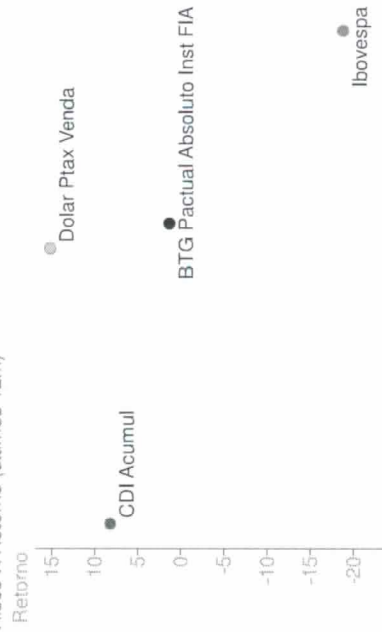 Retorno
15
Dolar Ptax Venda
10
CDI Acumul
5
BTG Pactual Absoluto Inst FIA
0
-5
-10
-15
Ibovespa
-20